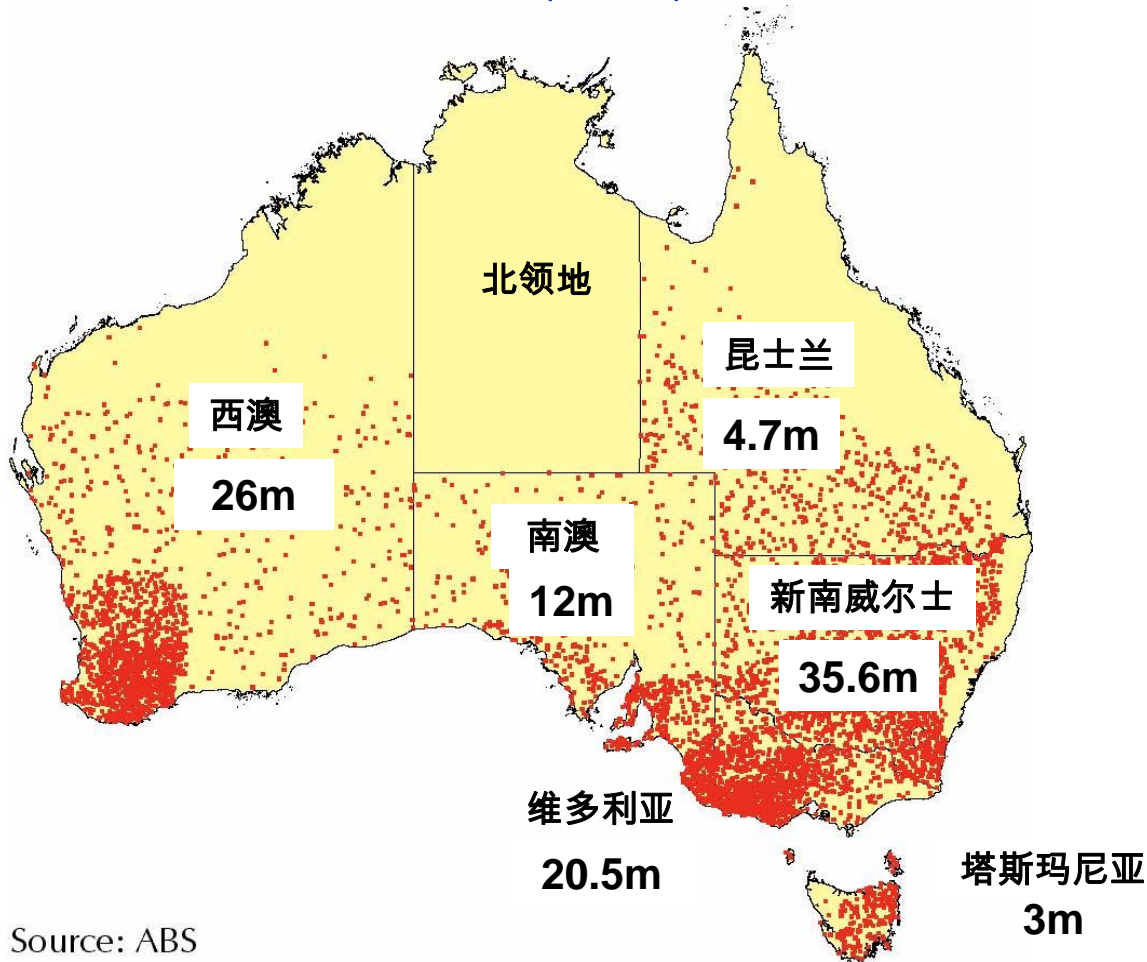 北领地
昆士兰
4.7m
西澳
26m
南澳
12m
新南威尔士
35.6m
维多利亚
20.5m
塔斯玛尼亚
3m
Source: ABS